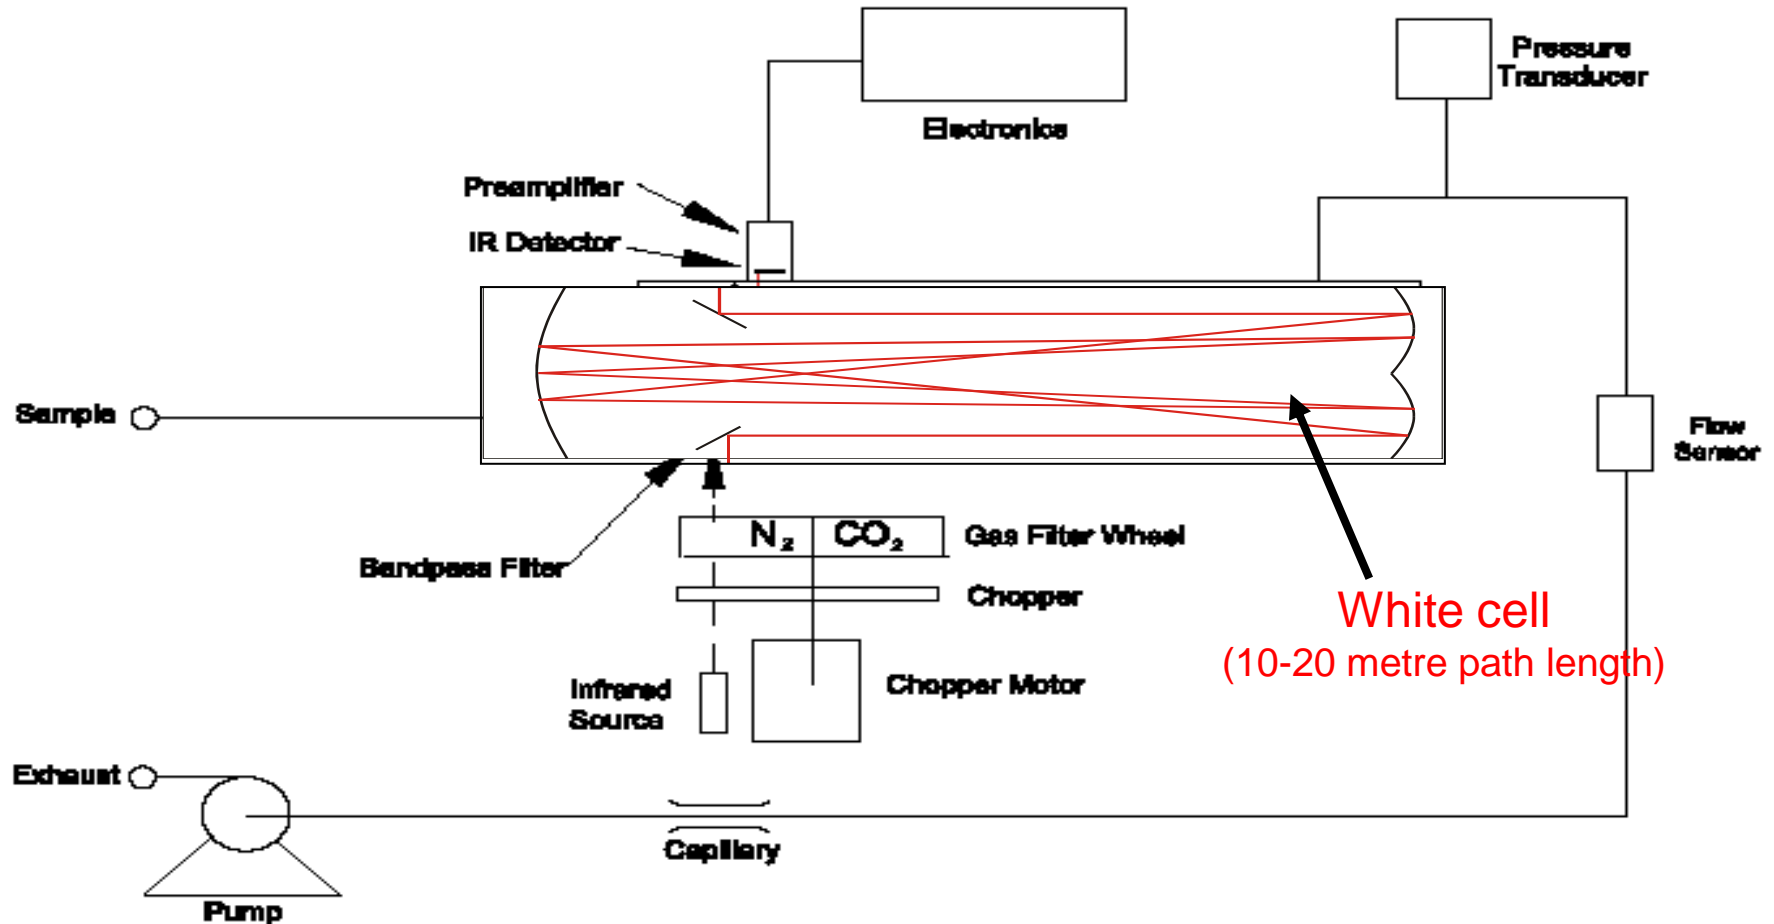 Electronics
Pressure
Transducer
Preamplifier
IR Detector
Sample
Flow
Sensor
Bandpass Filter
N₂
CO₂
Gas Filter Wheel
Chopper
White cell
(10-20 metre path length)
Infrared
Source
Chopper Motor
Exhaust
Capillary
Pump